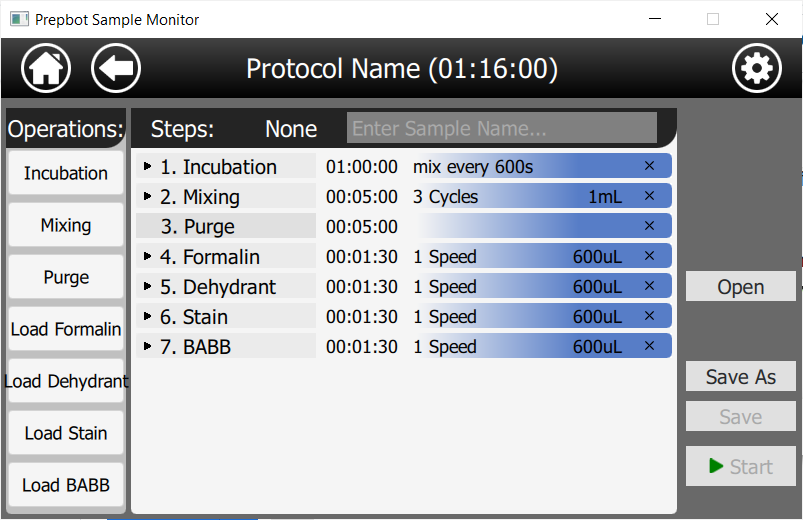 Prepbot Sample Monitor
Protocol Name (01:16:00)
Operations:
Incubation
Mixing
Purge
Load Formalin
Load Dehydrant
Load Stain
Load BABB
Steps: None Enter Sample Name...
1. Incubation 01:00:00 mix every 600s ×
2. Mixing 00:05:00 3 Cycles 1mL ×
3. Purge 00:05:00 ×
4. Formalin 00:01:30 1 Speed 600uL ×
5. Dehydrant 00:01:30 1 Speed 600uL ×
6. Stain 00:01:30 1 Speed 600uL ×
7. BABB 00:01:30 1 Speed 600uL ×
Open
Save As
Save
Start